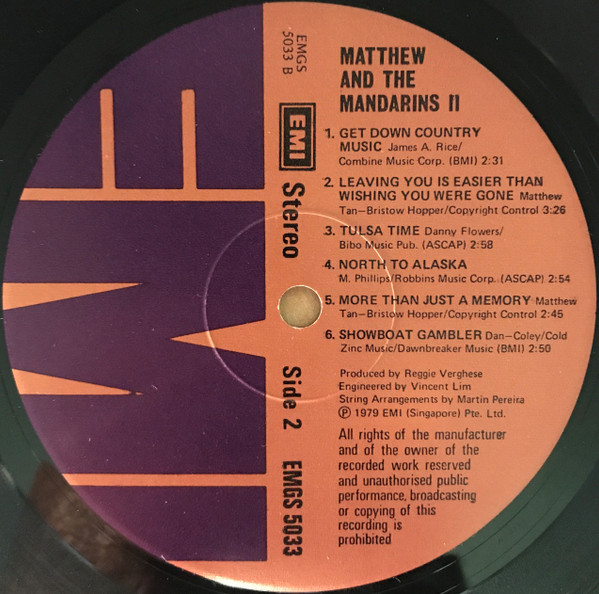 EMGS
5033 B
EMI
Stereo
Side 2
EMGS 5033
MATTHEW
AND THE
MANDARINS II
1. GET DOWN COUNTRY
MUSIC James A. Rice/
Combine Music Corp. (BMI) 2:31
2. LEAVING YOU IS EASIER THAN
WISHING YOU WERE GONE Matthew
Tan—Bristow Hopper/Copyright Control 3:26
3. TULSA TIME Danny Flowers/
Bibo Music Pub. (ASCAP) 2:58
4. NORTH TO ALASKA
M. Phillips/Robbins Music Corp. (ASCAP) 2:54
5. MORE THAN JUST A MEMORY Matthew
Tan—Bristow Hopper/Copyright Control 2:45
6. SHOWBOAT GAMBLER Dan—Coley/Cold
Zinc Music/Dawnbreaker Music (BMI) 2:50
Produced by Reggie Verghese
Engineered by Vincent Lim
String Arrangements by Martin Pereira
℗ 1979 EMI (Singapore) Pte. Ltd.
All rights of the manufacturer
and of the owner of the
recorded work reserved
and unauthorised public
performance, broadcasting
or copying of this
recording is
prohibited